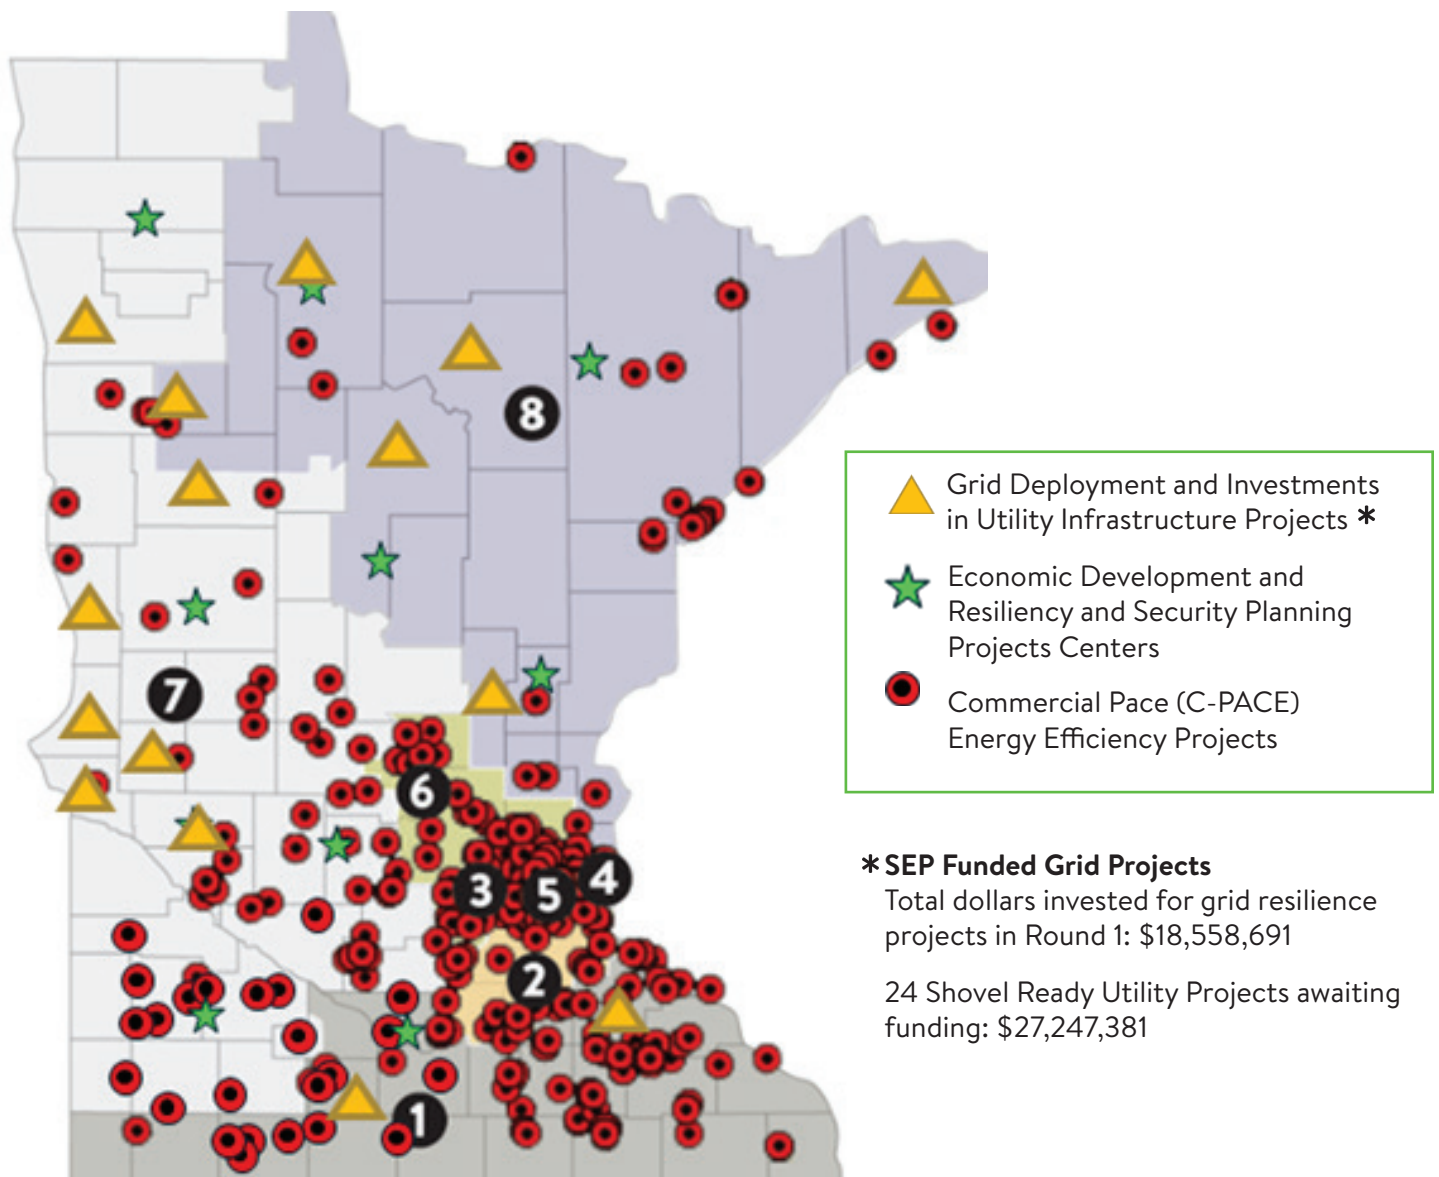 8
7
6
3
5
4
2
1
Grid Deployment and Investments
in Utility Infrastructure Projects *
Economic Development and
Resiliency and Security Planning
Projects Centers
Commercial Pace (C-PACE)
Energy Efficiency Projects
* SEP Funded Grid Projects
Total dollars invested for grid resilience
projects in Round 1: $18,558,691
24 Shovel Ready Utility Projects awaiting
funding: $27,247,381